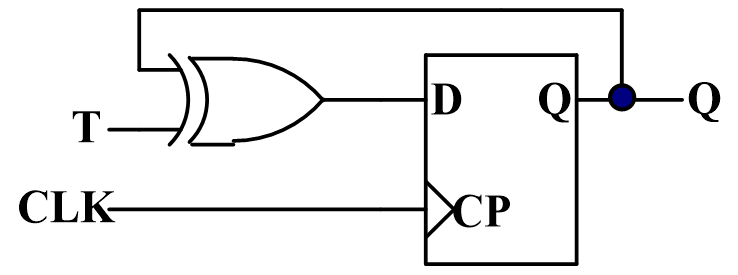 D Q Q
T
CLK CP